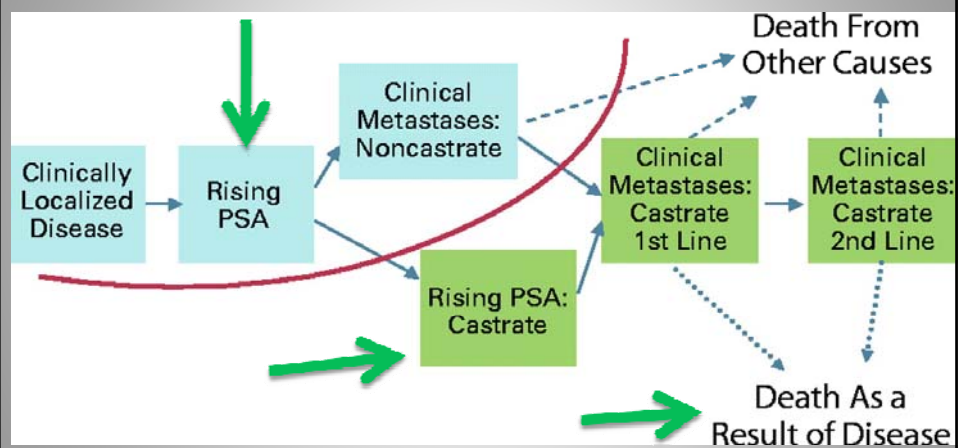 Death From
Other Causes
Clinical
Metastases:
Noncastrate
Clinically
Localized
Disease
Rising
PSA
Clinical
Metastases:
Castrate
1st Line
Clinical
Metastases:
Castrate
2nd Line
Rising PSA:
Castrate
Death As a
Result of Disease